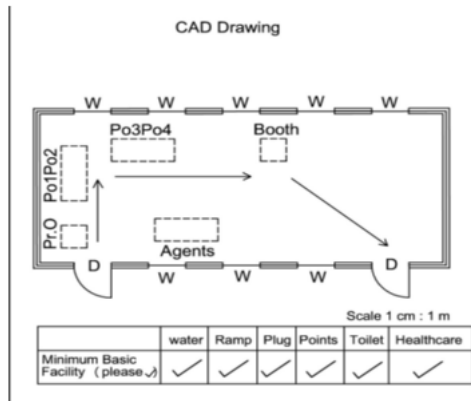 CAD Drawing
W W W W W
Po3Po4 Booth
Po1Po2
Pr.O
Agents
D D
W W W
Scale 1 cm : 1 m
water Ramp Plug Points Toilet Healthcare
Minimum Basic
Facility ( please ✓)
✓ ✓ ✓ ✓ ✓ ✓